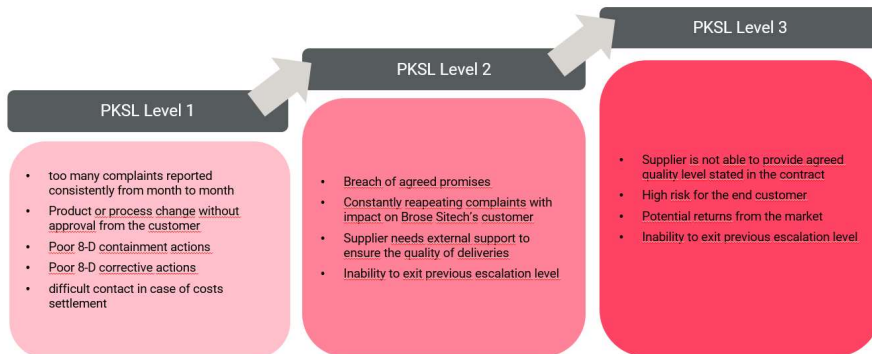 PKSL Level 1
• too many complaints reported
consistently from month to month
• Product or process change without
approval from the customer
• Poor 8-D containment actions
• Poor 8-D corrective actions
• difficult contact in case of costs
settlement
PKSL Level 2
• Breach of agreed promises
• Constantly reapeating complaints with
impact on Brose Sitech's customer
• Supplier needs external support to
ensure the quality of deliveries
• Inability to exit previous escalation level
PKSL Level 3
• Supplier is not able to provide agreed
quality level stated in the contract
• High risk for the end customer
• Potential returns from the market
• Inability to exit previous escalation level